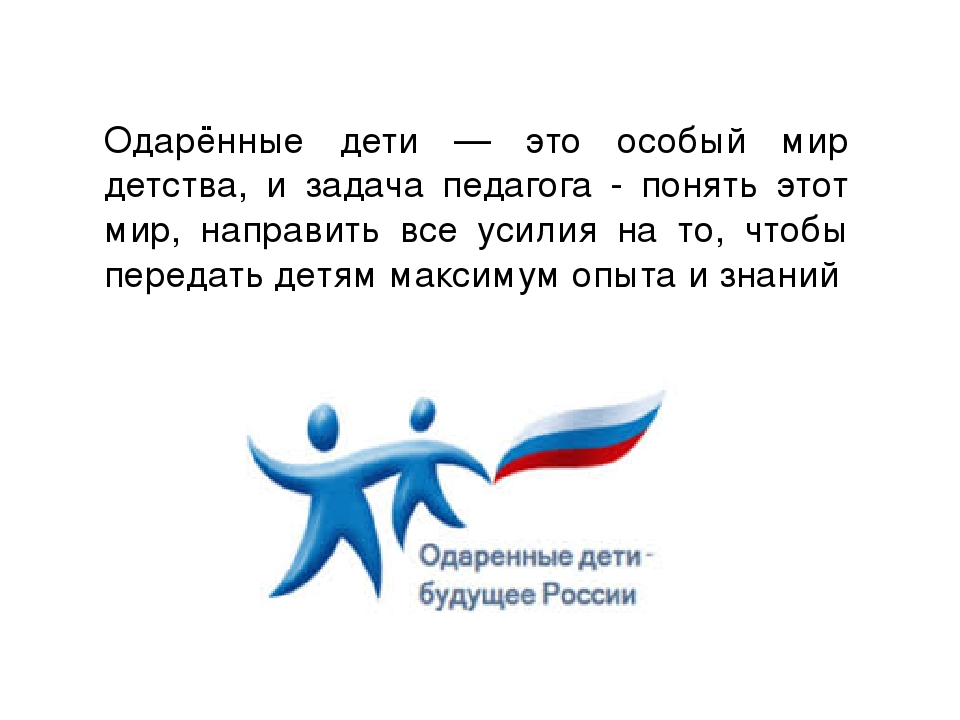 Одарённые дети — это особый мир
детства, и задача педагога - понять этот
мир, направить все усилия на то, чтобы
передать детям максимум опыта и знаний
Одаренные дети -
будущее России